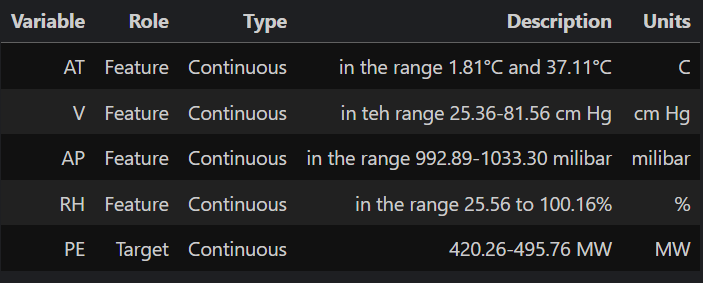 Variable Role Type Description Units
AT Feature Continuous in the range 1.81°C and 37.11°C C
V Feature Continuous in teh range 25.36-81.56 cm Hg cm Hg
AP Feature Continuous in the range 992.89-1033.30 milibar milibar
RH Feature Continuous in the range 25.56 to 100.16% %
PE Target Continuous 420.26-495.76 MW MW